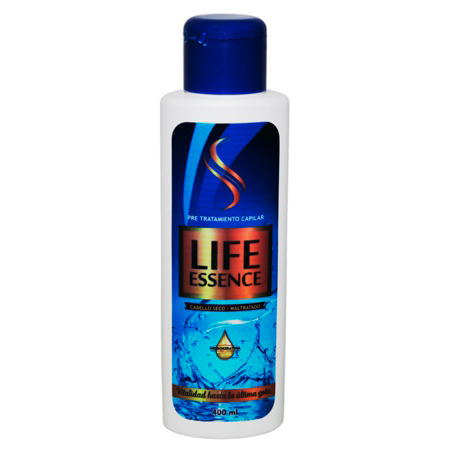 PRE TRATAMIENTO CAPILAR
LIFE
ESSENCE
CABELLO SECO - MALTRATADO
Vitalidad hasta la última gota
400 mL